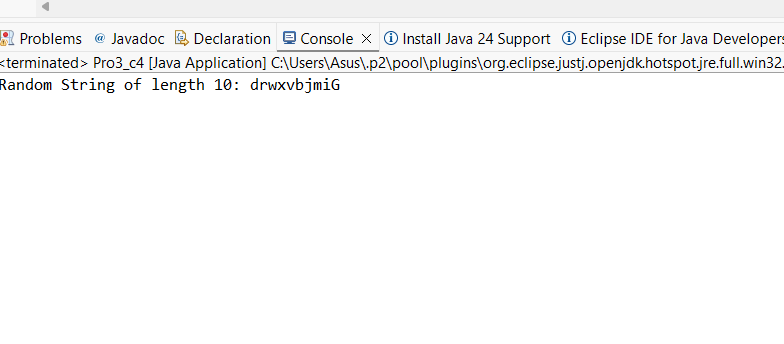 Problems @ Javadoc Declaration Console Install Java 24 Support Eclipse IDE for Java Developers
<terminated> Pro3_c4 [Java Application] C:\Users\Asus\.p2\pool\plugins\org.eclipse.justj.openjdk.hotspot.jre.full.win32.
Random String of length 10: drwxvbjmiG